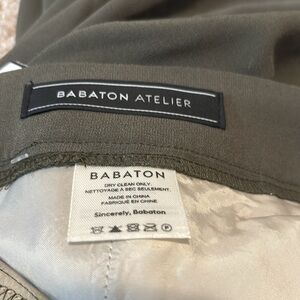 BABATON ATELIER
BABATON
DRY CLEAN ONLY.
NETTOYAGE À SEC SEULEMENT.
MADE IN CHINA
FABRIQUÉ EN CHINE
Sincerely, Babaton